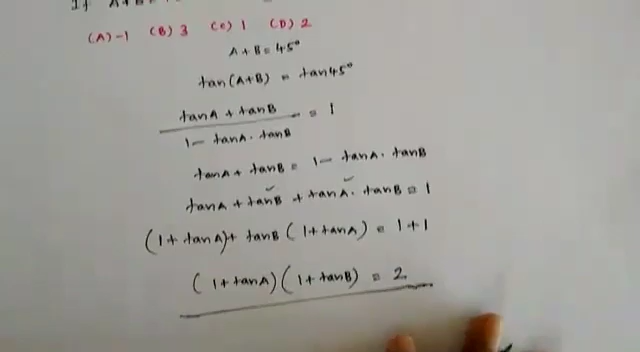 If A+B=
(A) -1 (B) 3 (C) 1 (D) 2
A+B = 45°
tan(A+B) = tan45°
tanA + tanB / 1 - tanA · tanB = 1
tanA + tanB = 1 - tanA · tanB
tanA + tanB + tanA · tanB = 1
(1+tanA)+ tanB (1+tanA) = 1+1
(1+tanA)(1+tanB) = 2